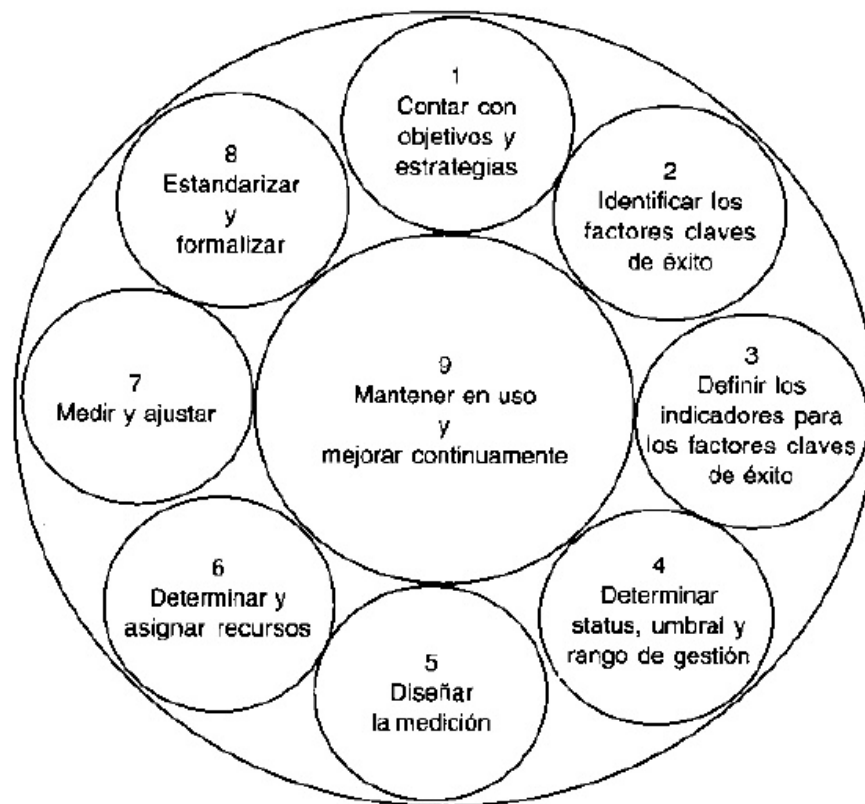 1
Contar con
objetivos y
estrategias
2
Identificar los
factores claves
de éxito
3
Definir los
indicadores para
los factores claves
de éxito
4
Determinar
status, umbral y
rango de gestión
5
Diseñar
la medición
6
Determinar y
asignar recursos
7
Medir y ajustar
8
Estandarizar
y
formalizar
9
Mantener en uso
y
mejorar continuamente